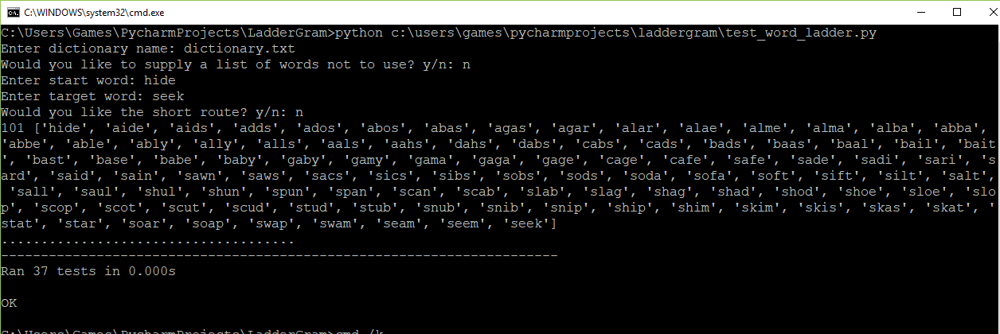 C:\WINDOWS\system32\cmd.exe
C:\Users\Games\PycharmProjects\LadderGram>python c:\users\games\pycharmprojects\laddergram\test_word_ladder.py
Enter dictionary name: dictionary.txt
Would you like to supply a list of words not to use? y/n: n
Enter start word: hide
Enter target word: seek
Would you like the short route? y/n: n
101 ['hide', 'aide', 'aids', 'adds', 'ados', 'abos', 'abas', 'agas', 'agar', 'alar', 'alae', 'alme', 'alma', 'alba', 'abba',
'abbe', 'able', 'ably', 'ally', 'alls', 'aals', 'aahs', 'dahs', 'dabs', 'cabs', 'cads', 'bads', 'baas', 'baal', 'bail', 'bait
', 'bast', 'base', 'babe', 'baby', 'gaby', 'gamy', 'gama', 'gaga', 'gage', 'cage', 'cafe', 'safe', 'sade', 'sadi', 'sari', 's
ard', 'said', 'sain', 'sawn', 'saws', 'sacs', 'sics', 'sibs', 'sobs', 'sods', 'soda', 'sofa', 'soft', 'sift', 'silt', 'salt',
'sall', 'saul', 'shul', 'shun', 'spun', 'span', 'scan', 'scab', 'slab', 'slag', 'shag', 'shad', 'shod', 'shoe', 'sloe', 'slo
p', 'scop', 'scot', 'scut', 'scud', 'stud', 'stub', 'snub', 'snib', 'snip', 'ship', 'shim', 'skim', 'skis', 'skas', 'skat', '
stat', 'star', 'soar', 'soap', 'swap', 'swam', 'seam', 'seem', 'seek']
.....................................
----------------------------------------------------------------------
Ran 37 tests in 0.000s
OK
C:\Users\Games\PycharmProjects\LadderGram>cmd /k